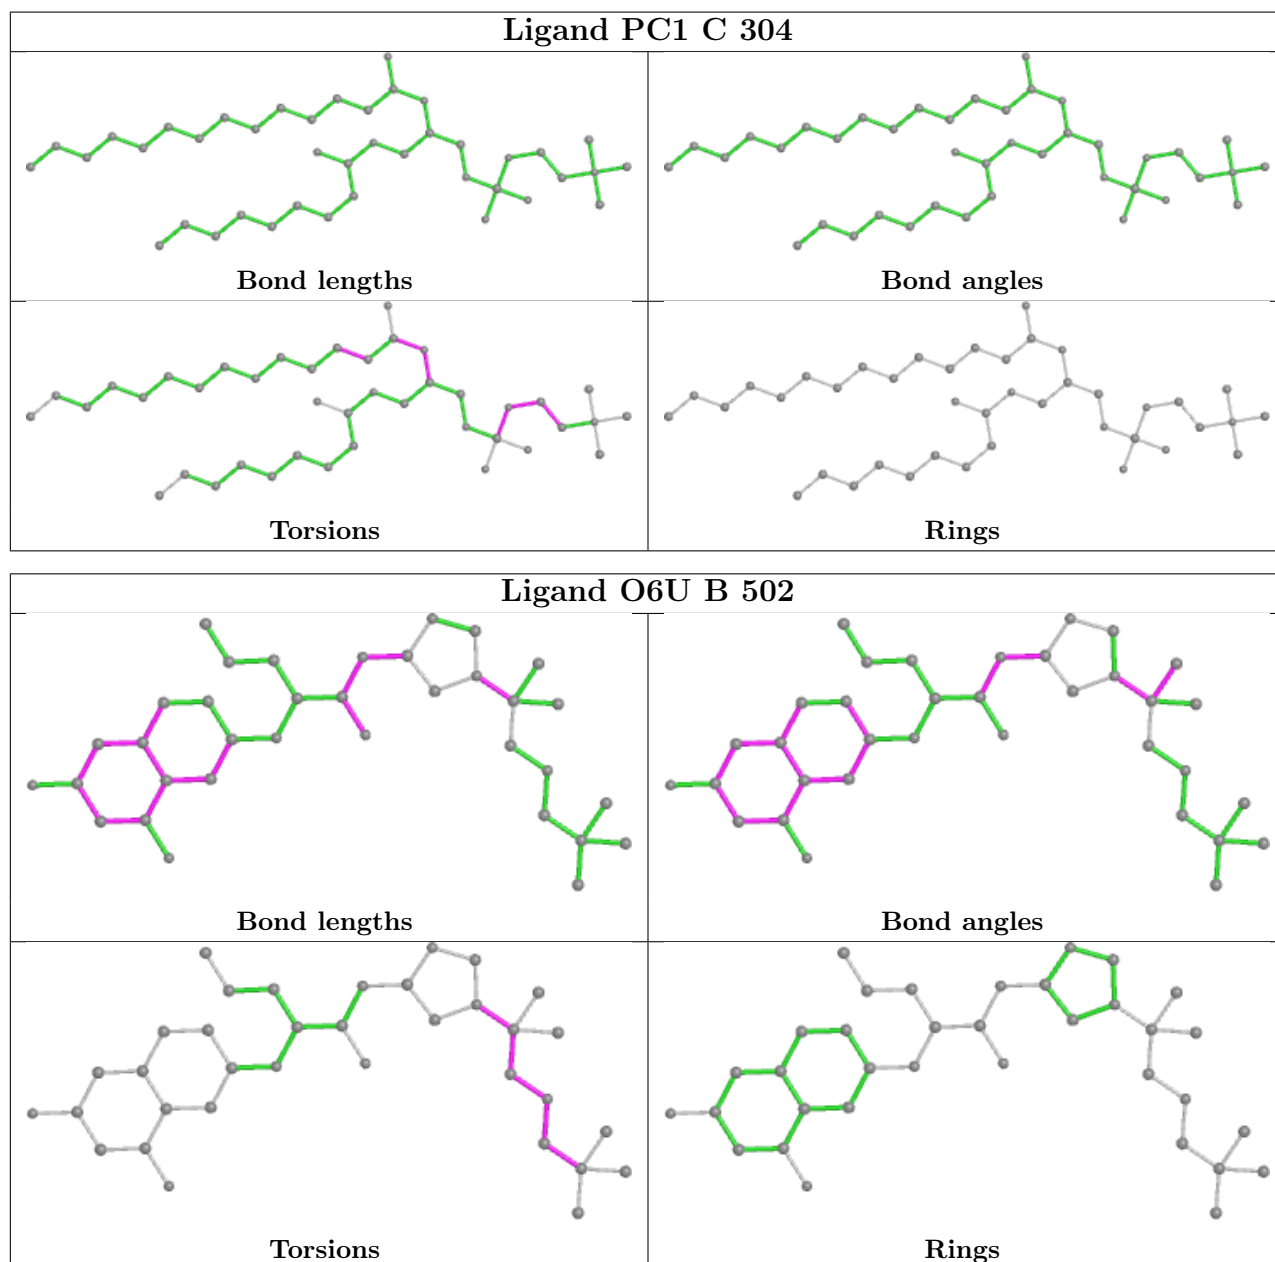 Ligand PC1 C 304
Bond lengths
Bond angles
Torsions
Rings
Ligand O6U B 502
Bond lengths
Bond angles
Torsions
Rings